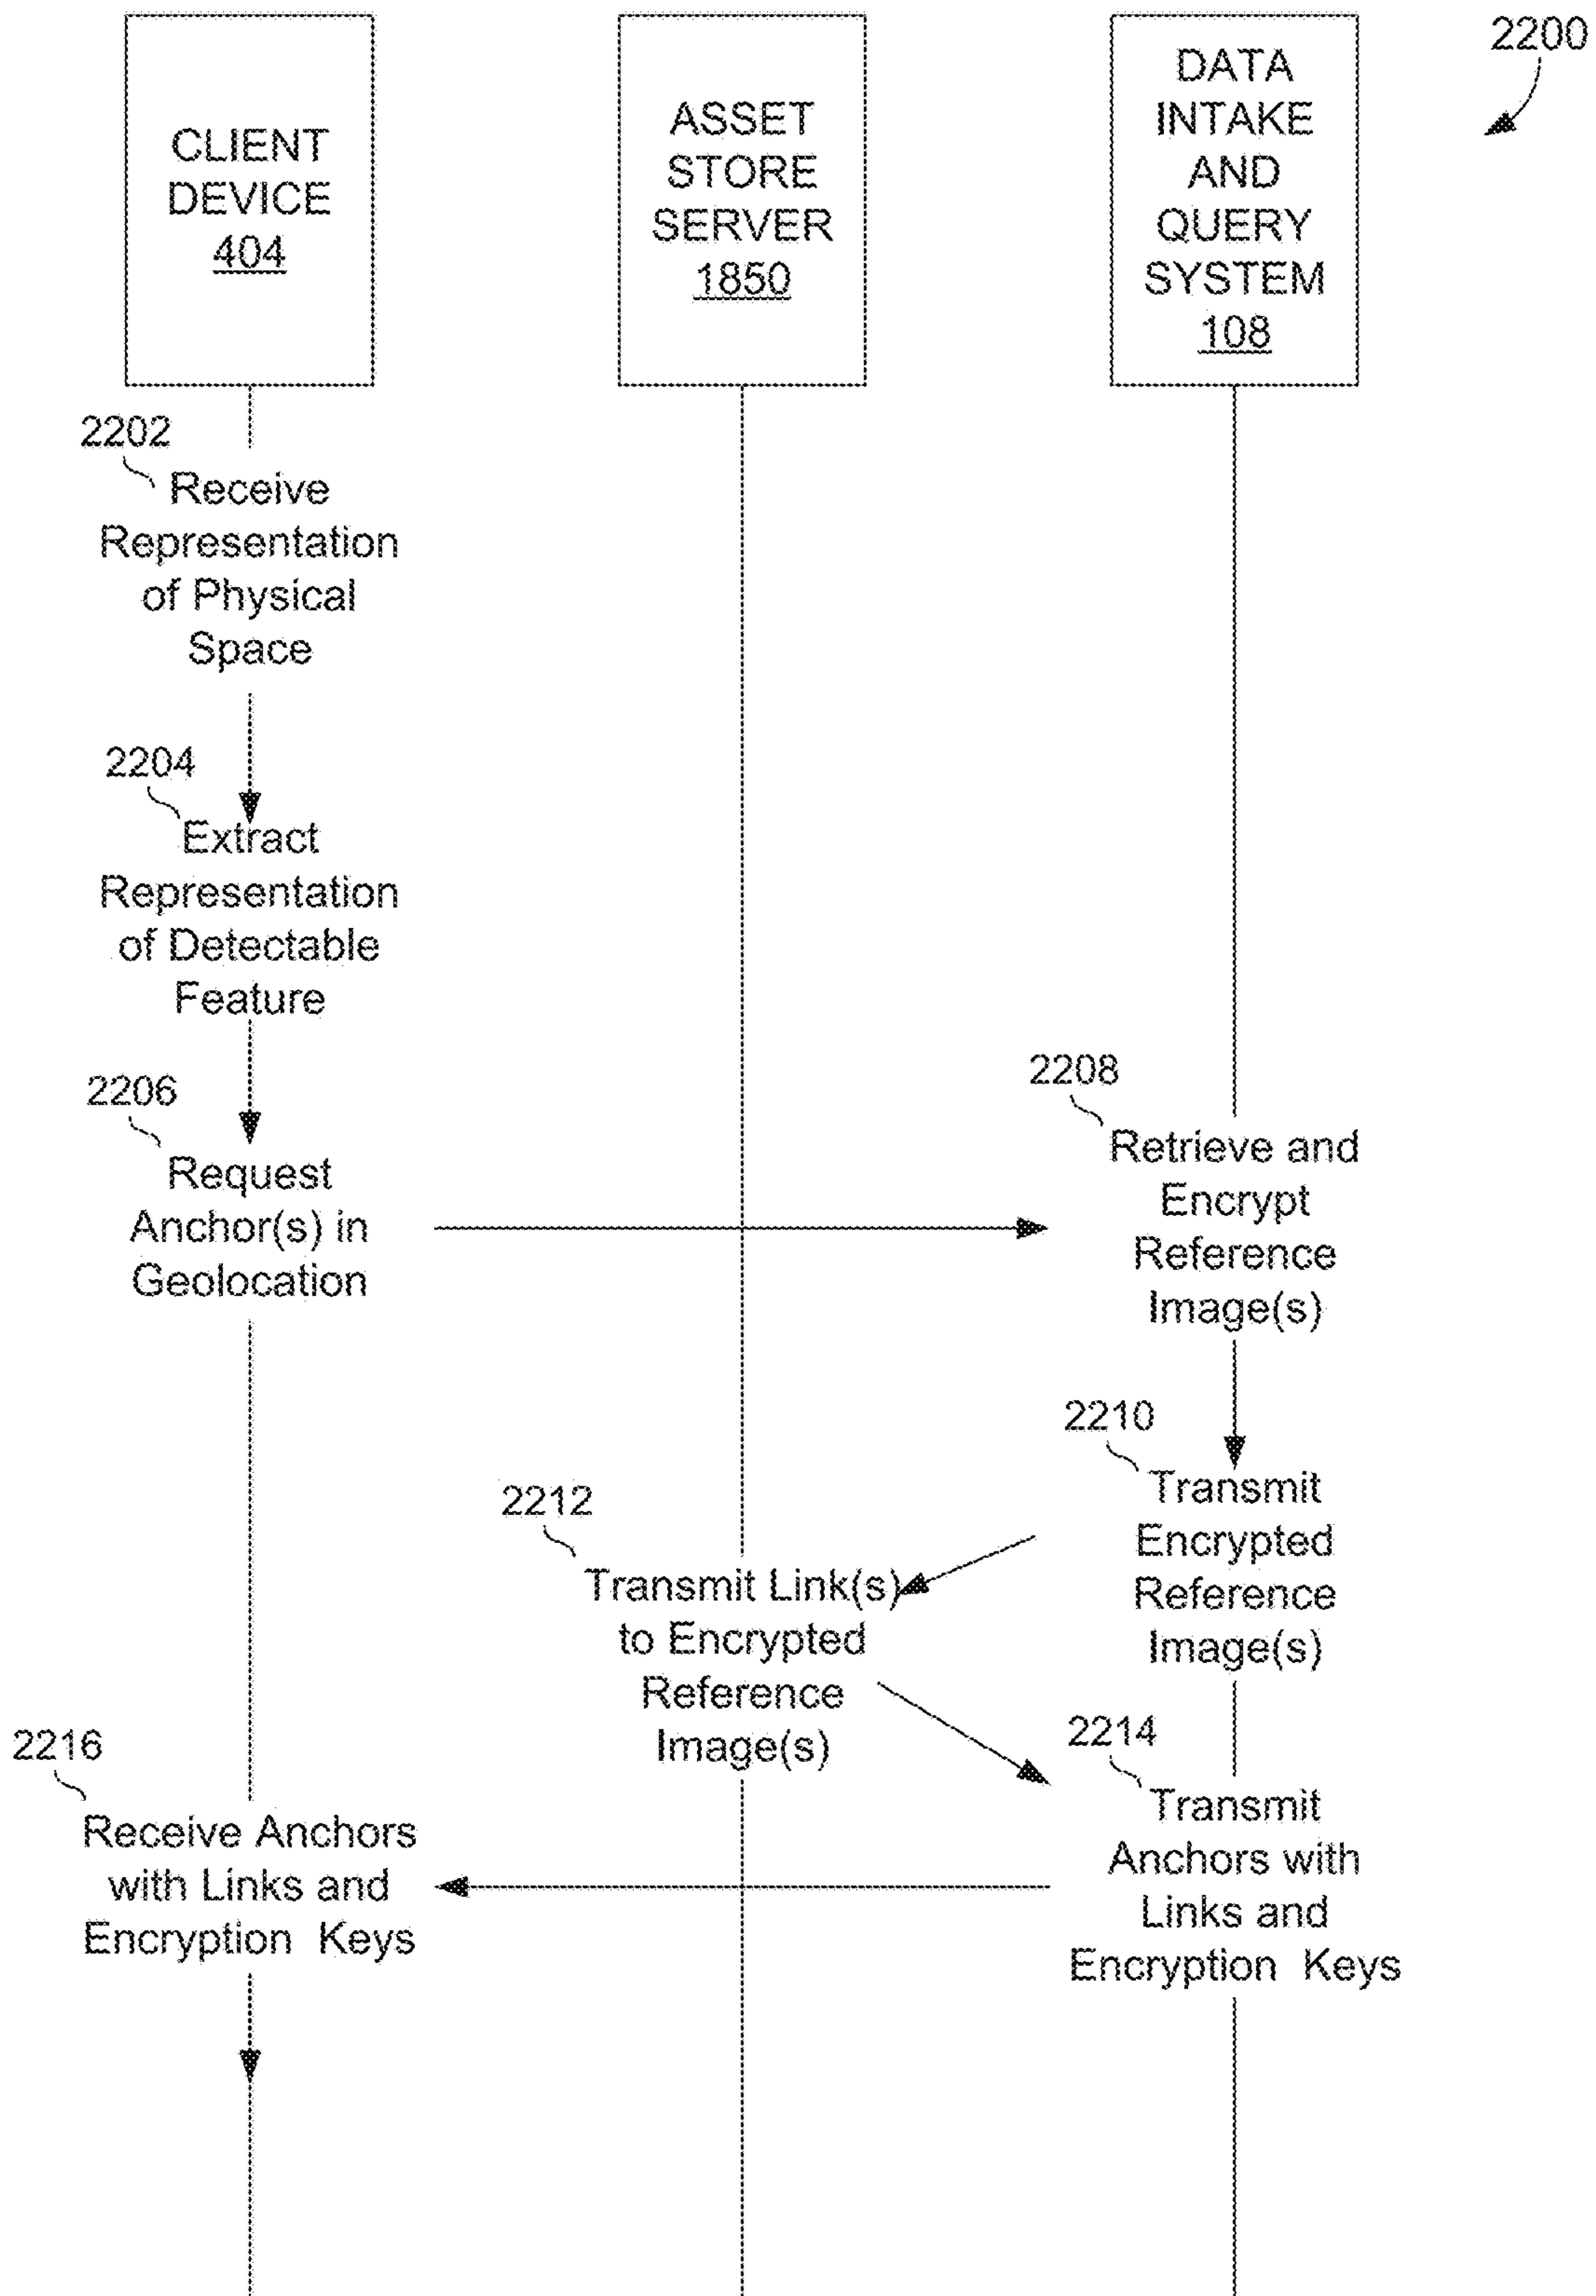 2200
CLIENT
DEVICE
404
ASSET
STORE
SERVER
1850
DATA
INTAKE
AND
QUERY
SYSTEM
108
2202
Receive
Representation
of Physical
Space
2204
Extract
Representation
of Detectable
Feature
2206
Request
Anchor(s) in
Geolocation
2208
Retrieve and
Encrypt
Reference
Image(s)
2210
Transmit
Encrypted
Reference
Image(s)
2212
Transmit Link(s)
to Encrypted
Reference
Image(s)
2214
Transmit
Anchors with
Links and
Encryption Keys
2216
Receive Anchors
with Links and
Encryption Keys